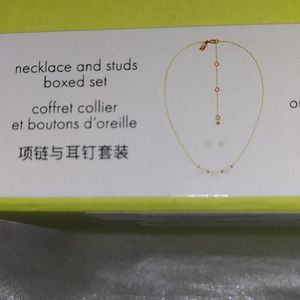 necklace and studs
boxed set
coffret collier
et boutons d'oreille
项链与耳钉套装